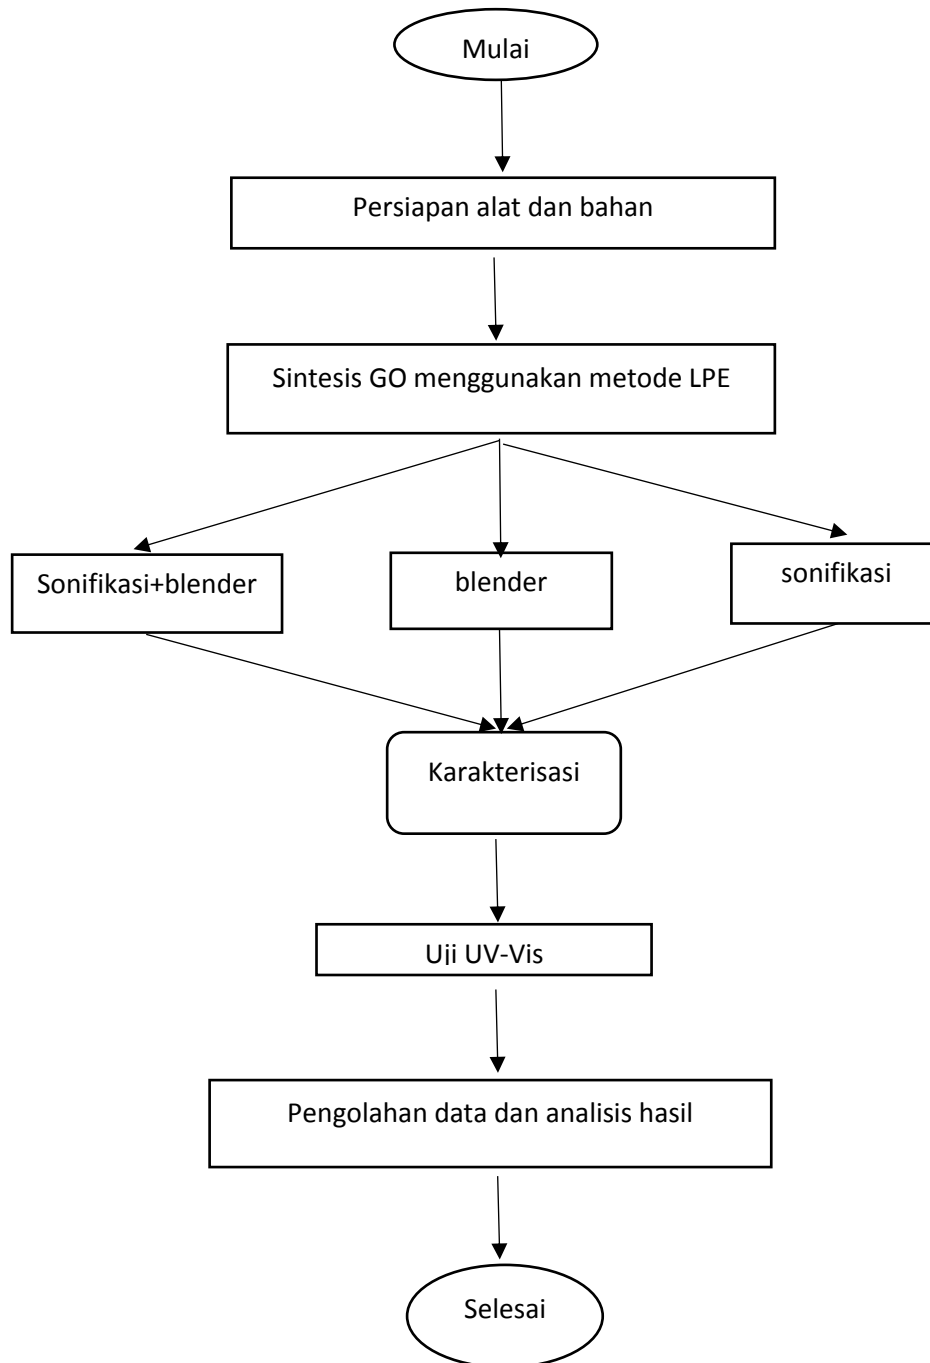 Mulai
Persiapan alat dan bahan
Sintesis GO menggunakan metode LPE
Sonifikasi+blender
blender
sonifikasi
Karakterisasi
Uji UV-Vis
Pengolahan data dan analisis hasil
Selesai